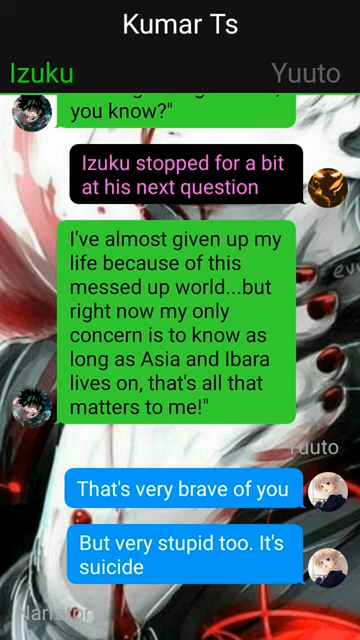 Kumar Ts
Izuku
Yuuto
you know?"
Izuku stopped for a bit
at his next question
I've almost given up my
life because of this
messed up world...but
right now my only
concern is to know as
long as Asia and Ibara
lives on, that's all that
matters to me!"
Yuuto
That's very brave of you
But very stupid too. It's
suicide
Narrator